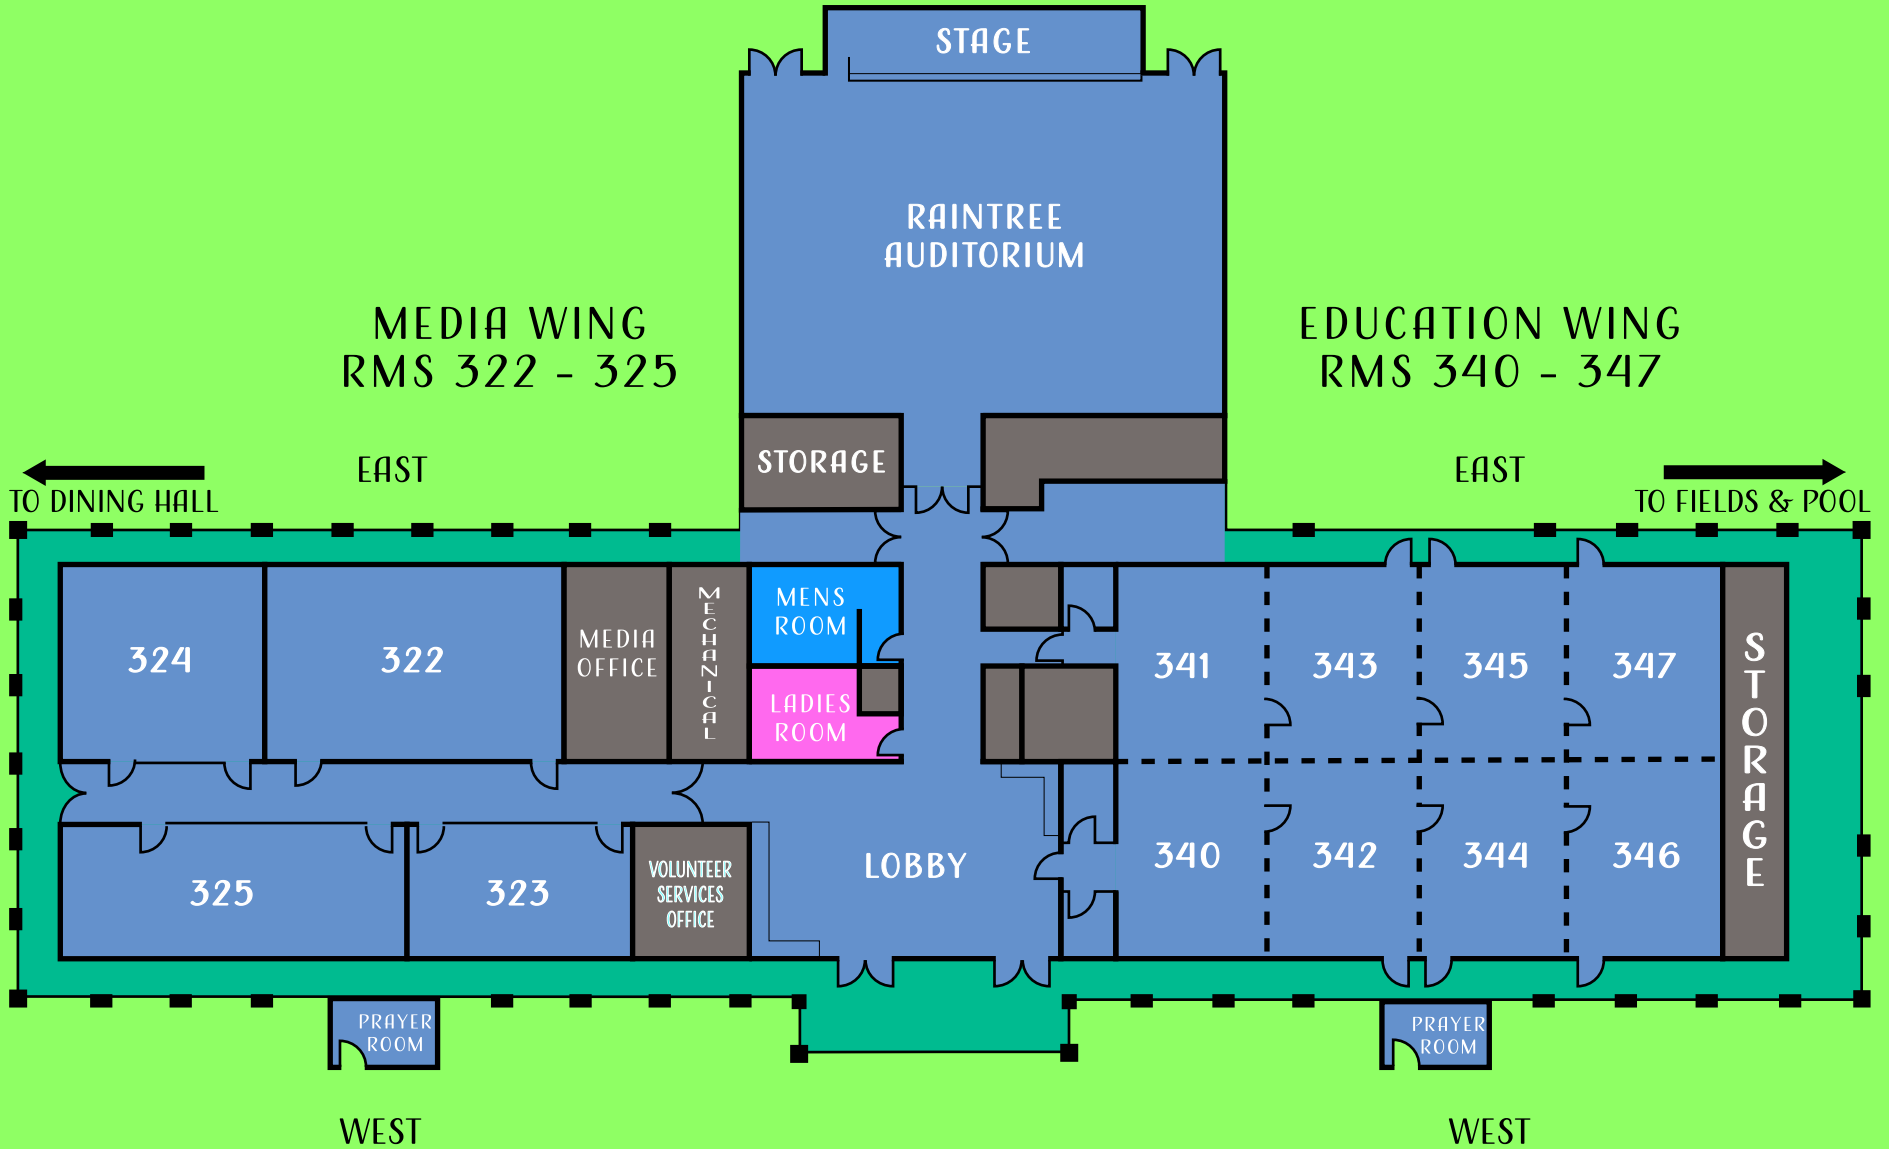 STAGE
RAINTREE
AUDITORIUM
MEDIA WING
RMS 322 - 325
EDUCATION WING
RMS 340 - 347
STORAGE
EAST
EAST
TO DINING HALL
TO FIELDS & POOL
324
322
MEDIA
OFFICE
MECHANICAL
MENS
ROOM
LADIES
ROOM
341
343
345
347
STORAGE
325
323
VOLUNTEER
SERVICES
OFFICE
LOBBY
340
342
344
346
PRAYER
ROOM
PRAYER
ROOM
WEST
WEST